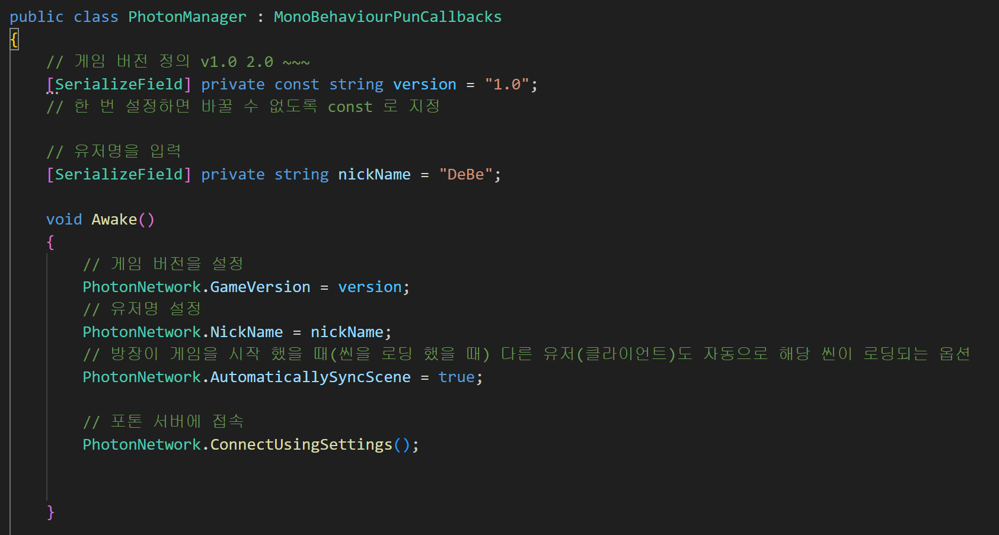 public class PhotonManager : MonoBehaviourPunCallbacks
{
// 게임 버전 정의 v1.0 2.0 ~~~
[SerializeField] private const string version = "1.0";
// 한 번 설정하면 바꿀 수 없도록 const 로 지정
// 유저명을 입력
[SerializeField] private string nickName = "DeBe";
void Awake()
{
// 게임 버전을 설정
PhotonNetwork.GameVersion = version;
// 유저명 설정
PhotonNetwork.NickName = nickName;
// 방장이 게임을 시작 했을 때(씬을 로딩 했을 때) 다른 유저(클라이언트)도 자동으로 해당 씬이 로딩되는 옵션
PhotonNetwork.AutomaticallySyncScene = true;
// 포톤 서버에 접속
PhotonNetwork.ConnectUsingSettings();
}